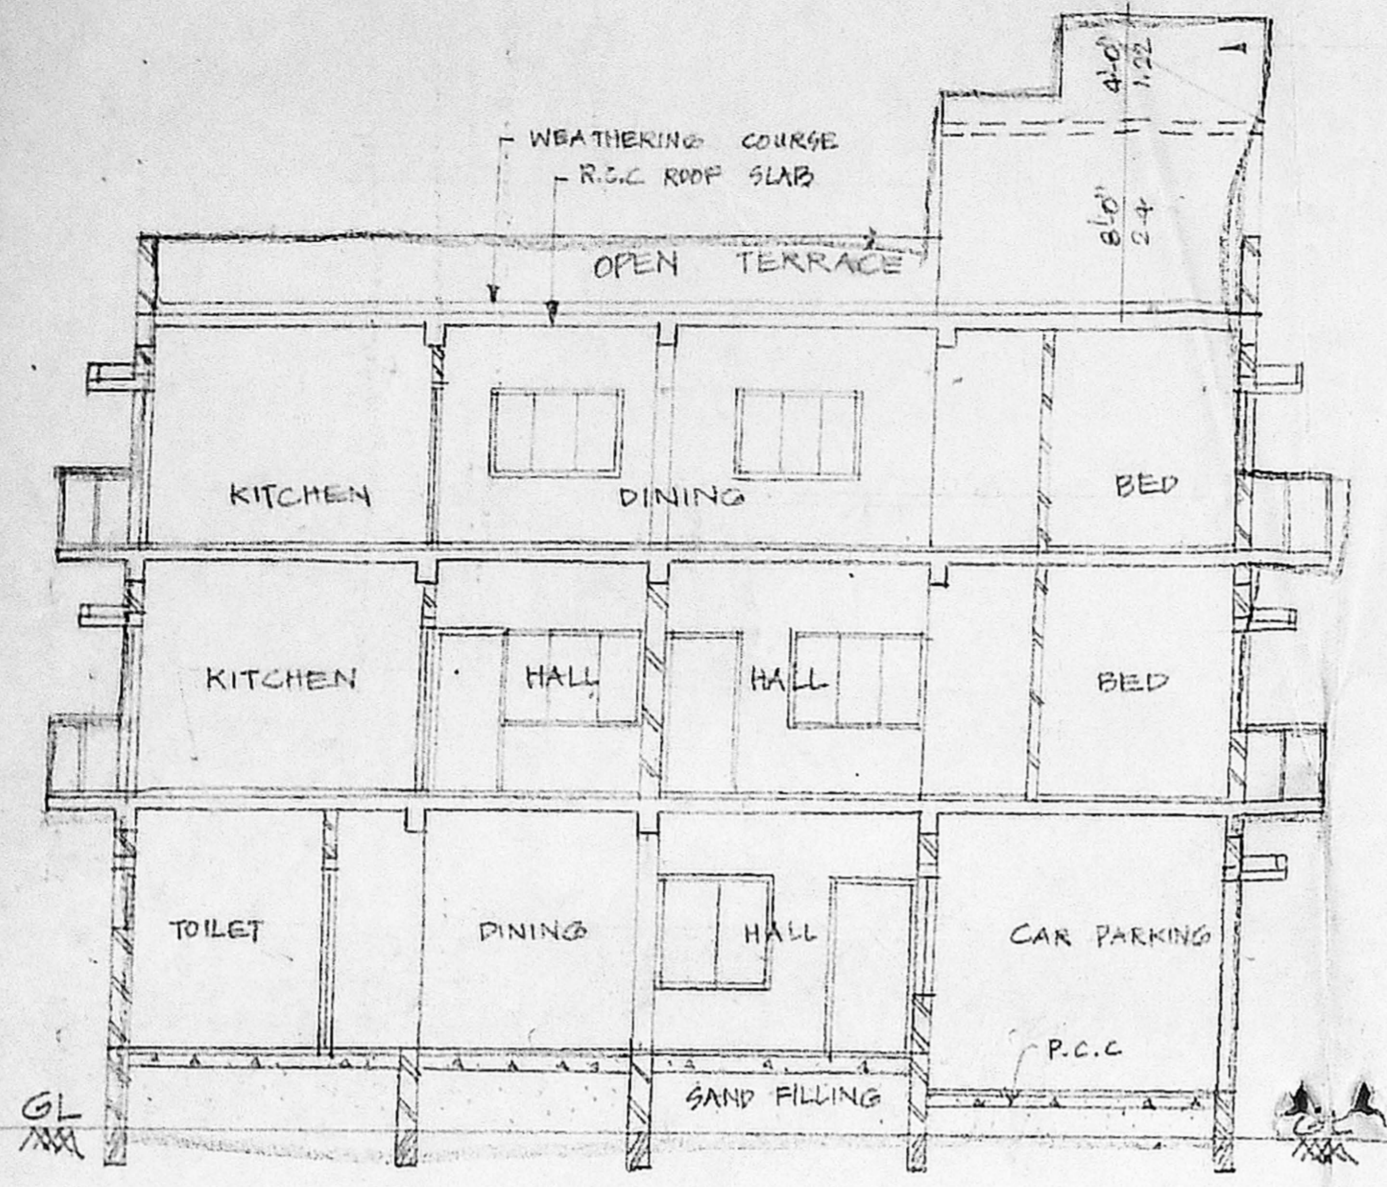 4'-0"
1.22
WEATHERING COURSE
R.C.C ROOF SLAB
8'-0"
2.4
OPEN TERRACE
KITCHEN DINING BED
KITCHEN HALL HALL BED
TOILET DINING HALL CAR PARKING
P.C.C
SAND FILLING
GL GL